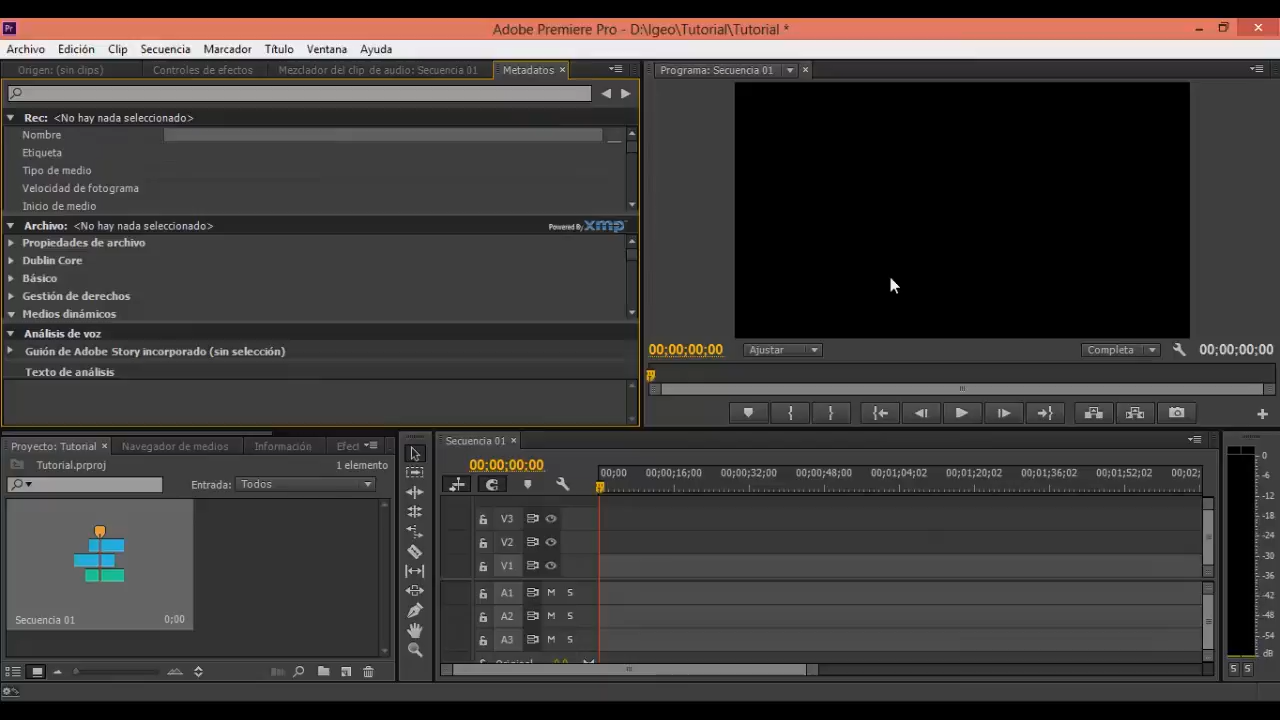 Pr Adobe Premiere Pro - D:\Igeo\Tutorial\Tutorial *
Archivo Edición Clip Secuencia Marcador Título Ventana Ayuda
Origen: (sin clips) Controles de efectos Mezclador del clip de audio: Secuencia 01 Metadatos
Programa: Secuencia 01
Rec: <No hay nada seleccionado>
Nombre
Etiqueta
Tipo de medio
Velocidad de fotograma
Inicio de medio
Archivo: <No hay nada seleccionado> Powered By xmp
Propiedades de archivo
Dublin Core
Básico
Gestión de derechos
Medios dinámicos
Análisis de voz
Guión de Adobe Story incorporado (sin selección)
Texto de análisis
00;00;00;00 Ajustar Completa 00;00;00;00
Proyecto: Tutorial Navegador de medios Información Efect
Tutorial.prproj 1 elemento
Entrada: Todos
Secuencia 01 0;00
Secuencia 01
00;00;00;00
00;00 00;00;16;00 00;00;32;00 00;00;48;00 00;01;04;02 00;01;20;02 00;01;36;02 00;01;52;02 00;02;
V3
V2
V1
A1 M S
A2 M S
A3 M S
Original 0,0
0
-6
-12
-18
-24
-30
-36
-42
-48
-54
dB
S S